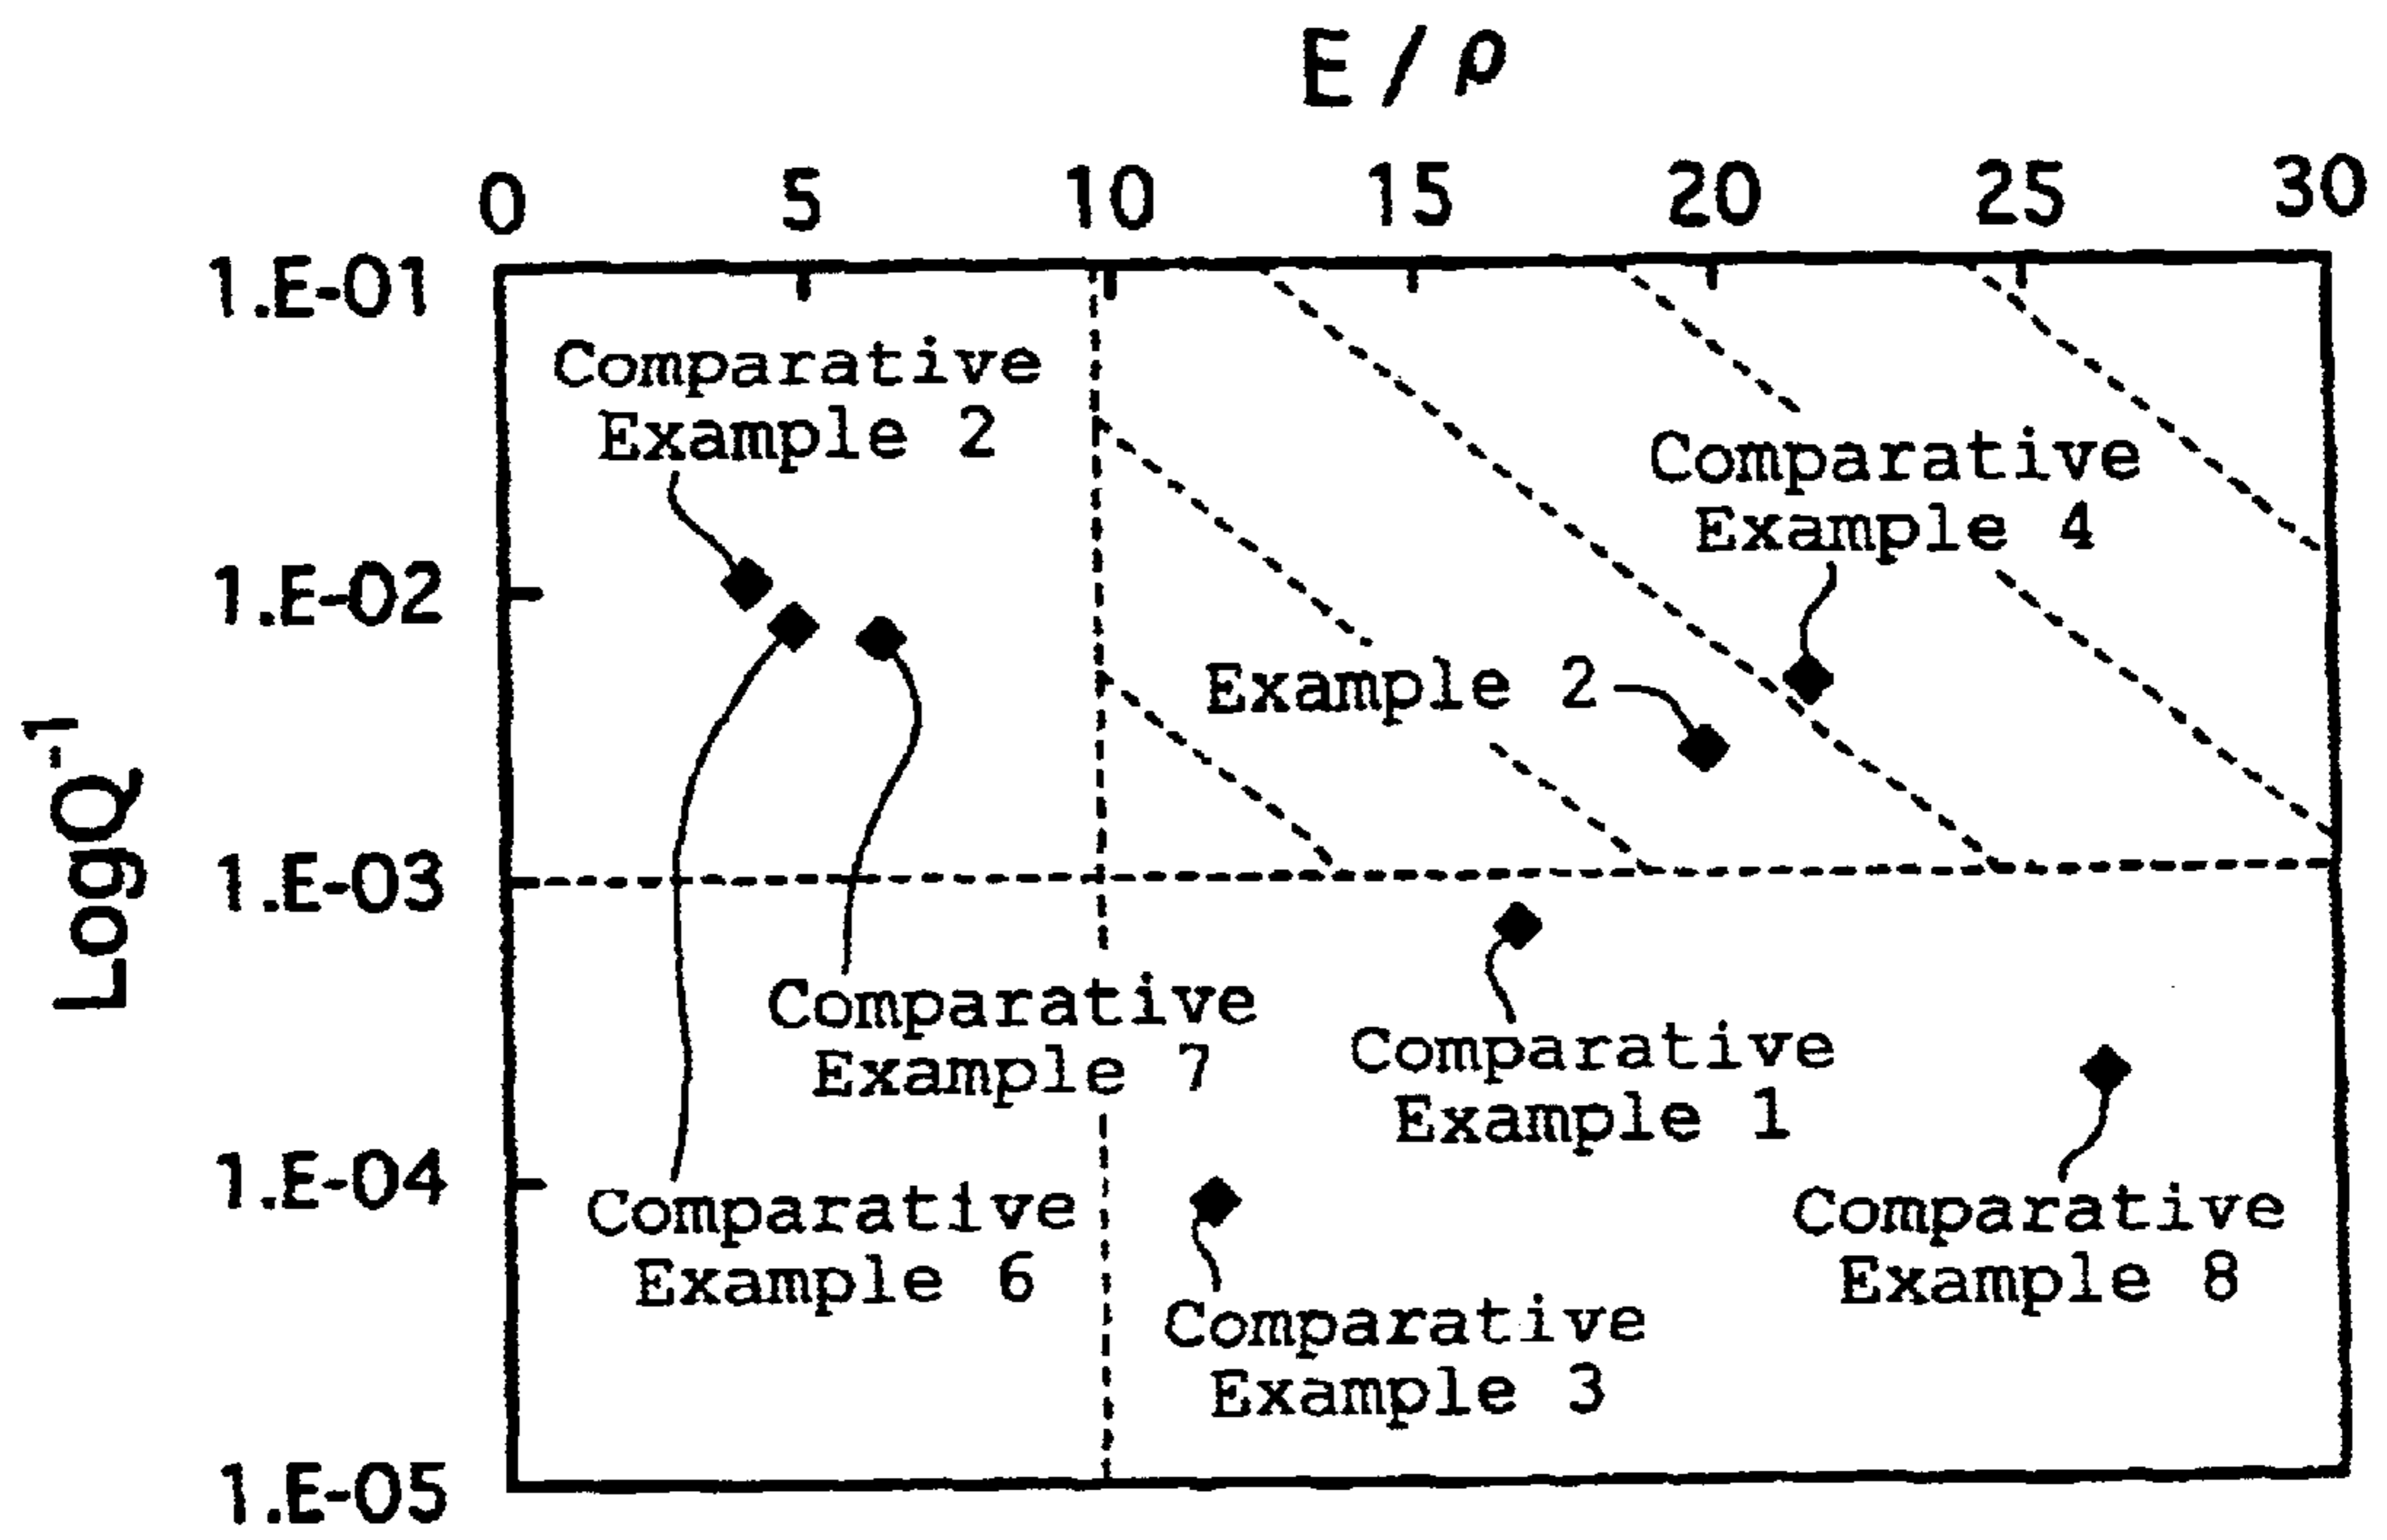 E/ρ
0 5 10 15 20 25 30
1.E-01
Comparative
Example 2
Comparative
Example 4
1.E-02
Example 2
LogQ⁻¹
1.E-03
Comparative
Example 7
Comparative
Example 1
1.E-04
Comparative
Example 6
Comparative
Example 8
Comparative
Example 3
1.E-05